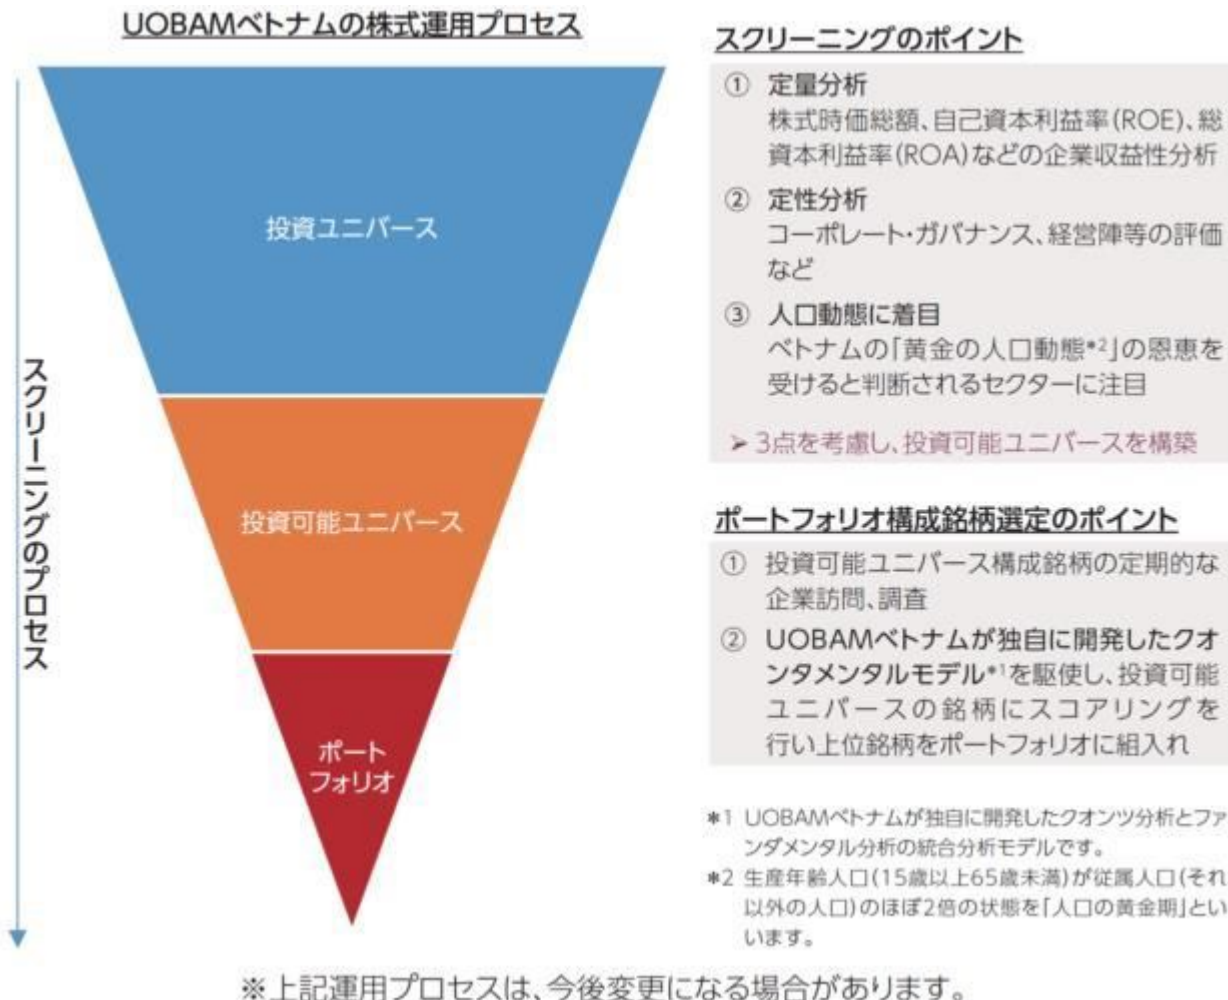 UOBAMベトナムの株式運用プロセス
スクリーニングのプロセス
投資ユニバース
投資可能ユニバース
ポート
フォリオ
スクリーニングのポイント
① 定量分析
株式時価総額、自己資本利益率(ROE)、総
資本利益率(ROA)などの企業収益性分析
② 定性分析
コーポレート・ガバナンス、経営陣等の評価
など
③ 人口動態に着目
ベトナムの「黄金の人口動態*2」の恩恵を
受けると判断されるセクターに注目
➤ 3点を考慮し、投資可能ユニバースを構築
ポートフォリオ構成銘柄選定のポイント
① 投資可能ユニバース構成銘柄の定期的な
企業訪問、調査
② UOBAMベトナムが独自に開発したクオ
ンタメンタルモデル*1を駆使し、投資可能
ユニバースの銘柄にスコアリングを
行い上位銘柄をポートフォリオに組入れ
*1 UOBAMベトナムが独自に開発したクオンツ分析とファ
ンダメンタル分析の統合分析モデルです。
*2 生産年齢人口(15歳以上65歳未満)が従属人口(それ
以外の人口)のほぼ2倍の状態を「人口の黄金期」とい
います。
※上記運用プロセスは、今後変更になる場合があります。